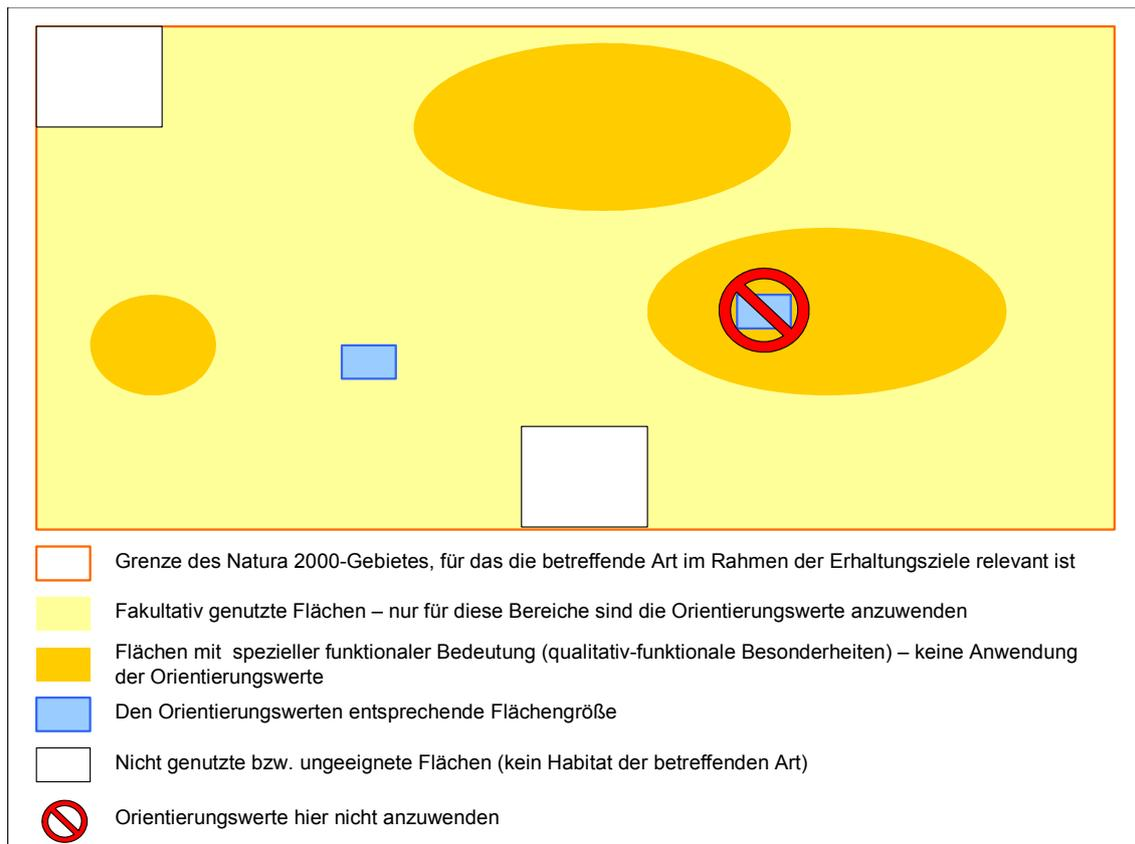 Grenze des Natura 2000-Gebietes, für das die betreffende Art im Rahmen der Erhaltungsziele relevant ist
Fakultativ genutzte Flächen – nur für diese Bereiche sind die Orientierungswerte anzuwenden
Flächen mit spezieller funktionaler Bedeutung (qualitativ-funktionale Besonderheiten) – keine Anwendung
der Orientierungswerte
Den Orientierungswerten entsprechende Flächengröße
Nicht genutzte bzw. ungeeignete Flächen (kein Habitat der betreffenden Art)
Orientierungswerte hier nicht anzuwenden